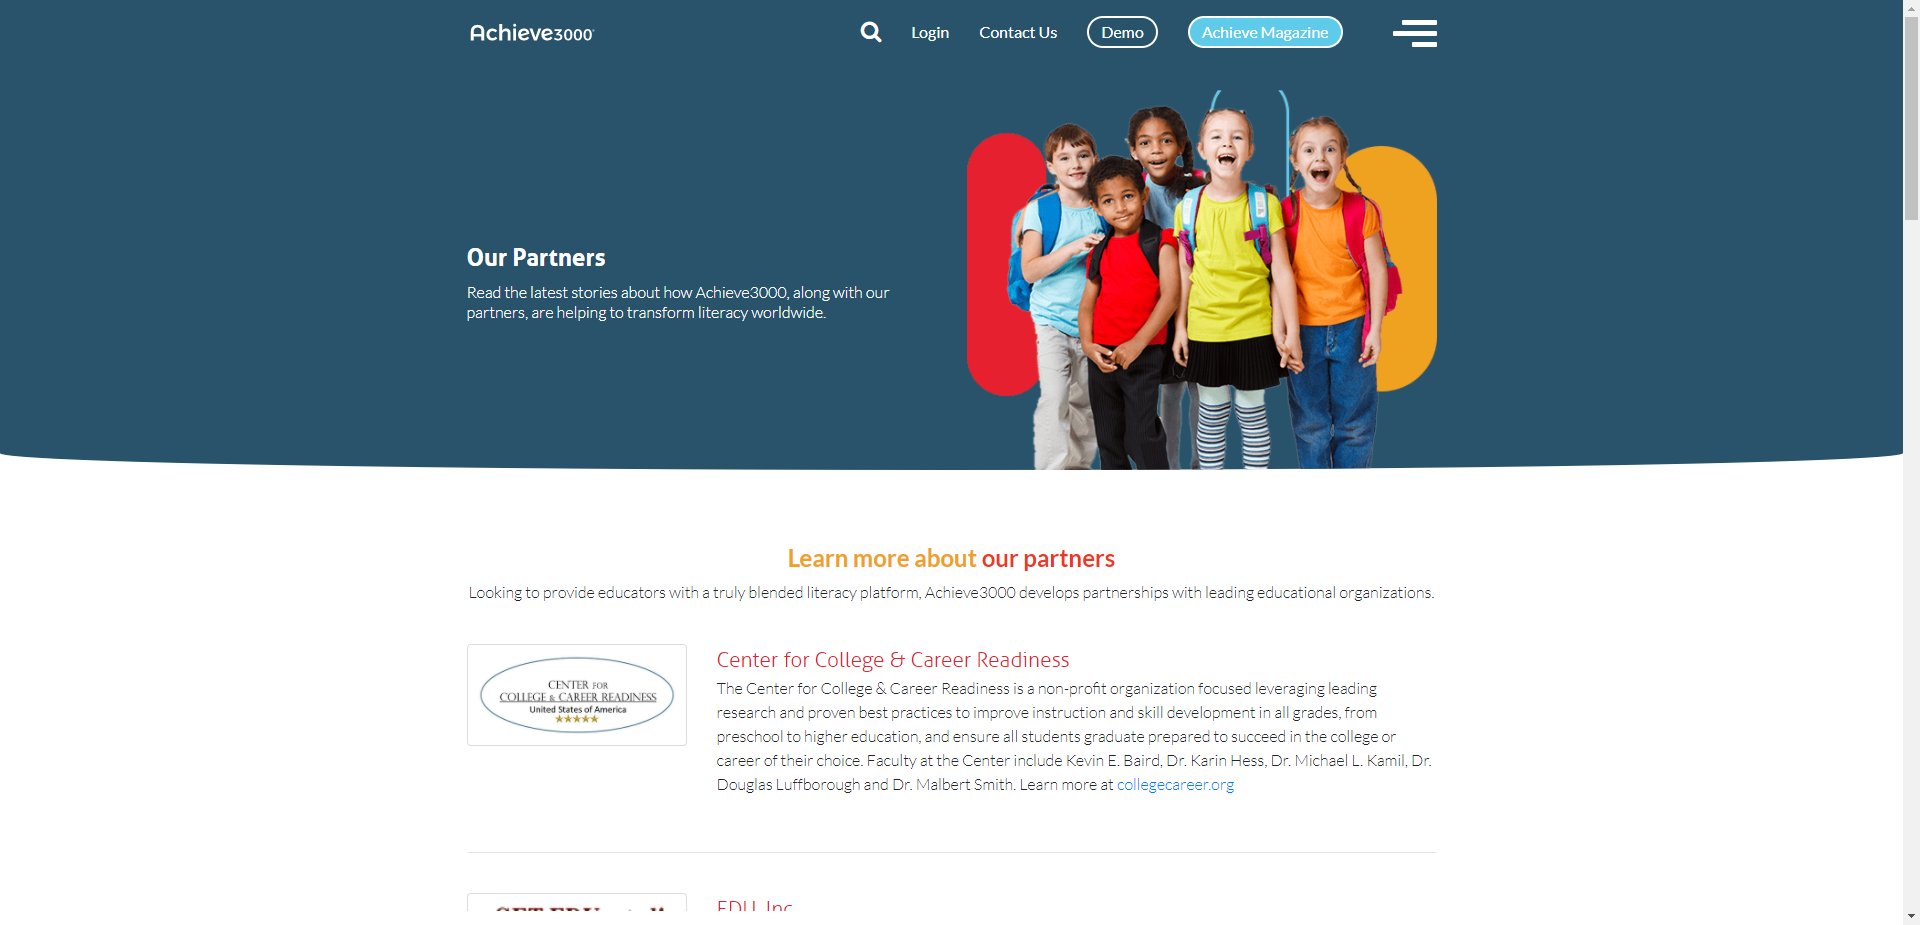 Achieve3000
Login
Contact Us
Demo
Achieve Magazine
Our Partners
Read the latest stories about how Achieve3000, along with our
partners, are helping to transform literacy worldwide.
Learn more about our partners
Looking to provide educators with a truly blended literacy platform, Achieve3000 develops partnerships with leading educational organizations.
CENTER FOR
COLLEGE & CAREER READINESS
United States of America
Center for College & Career Readiness
The Center for College & Career Readiness is a non-profit organization focused leveraging leading
research and proven best practices to improve instruction and skill development in all grades, from
preschool to higher education, and ensure all students graduate prepared to succeed in the college or
career of their choice. Faculty at the Center include Kevin E. Baird, Dr. Karin Hess, Dr. Michael L. Kamil, Dr.
Douglas Luffborough and Dr. Malbert Smith. Learn more at collegecareer.org
EDU, Inc